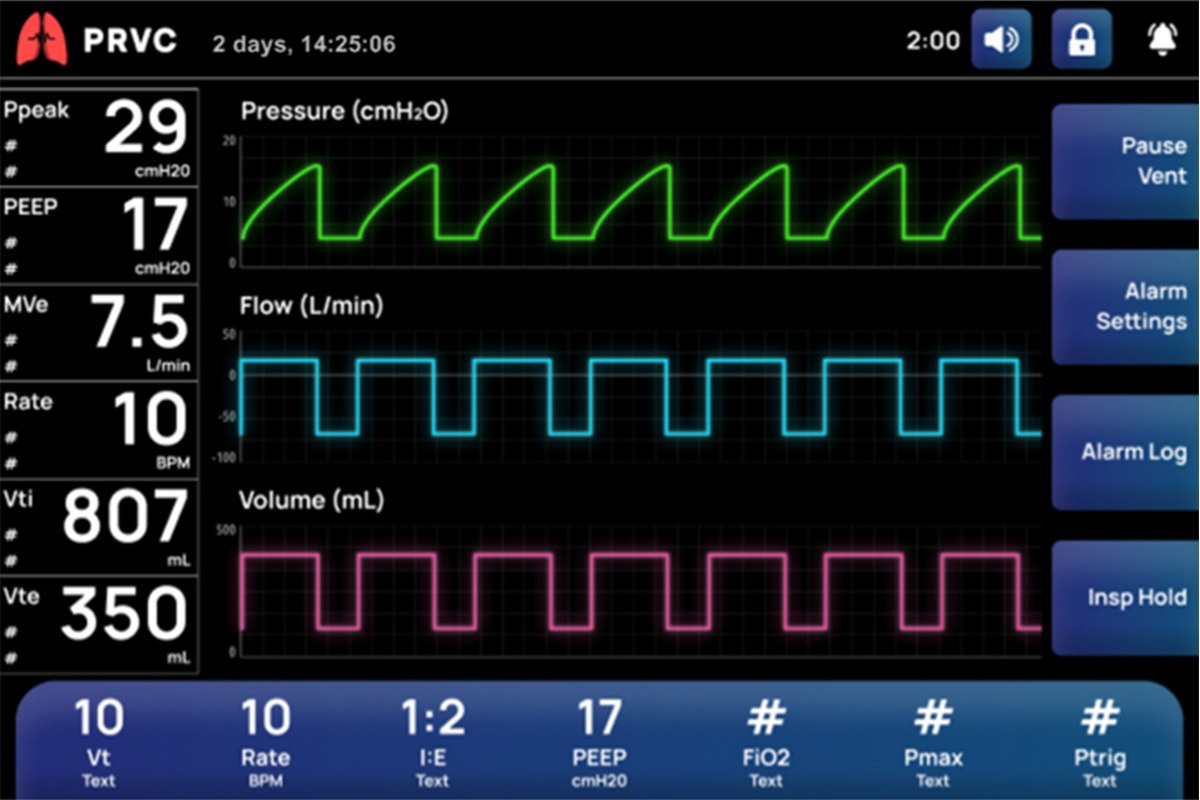 PRVC
2 days, 14:25:06
2:00
Ppeak
29
#
#
cmH20
PEEP
17
#
#
cmH20
MVe
7.5
#
#
L/min
Rate
10
#
#
BPM
Vti
807
#
#
mL
Vte
350
#
#
mL
Pressure (cmH₂O)
20
10
0
Flow (L/min)
50
0
-50
-100
Volume (mL)
500
0
Pause
Vent
Alarm
Settings
Alarm Log
Insp Hold
10
Vt
Text
10
Rate
BPM
1:2
I:E
Text
17
PEEP
cmH20
#
FiO2
Text
#
Pmax
Text
#
Ptrig
Text